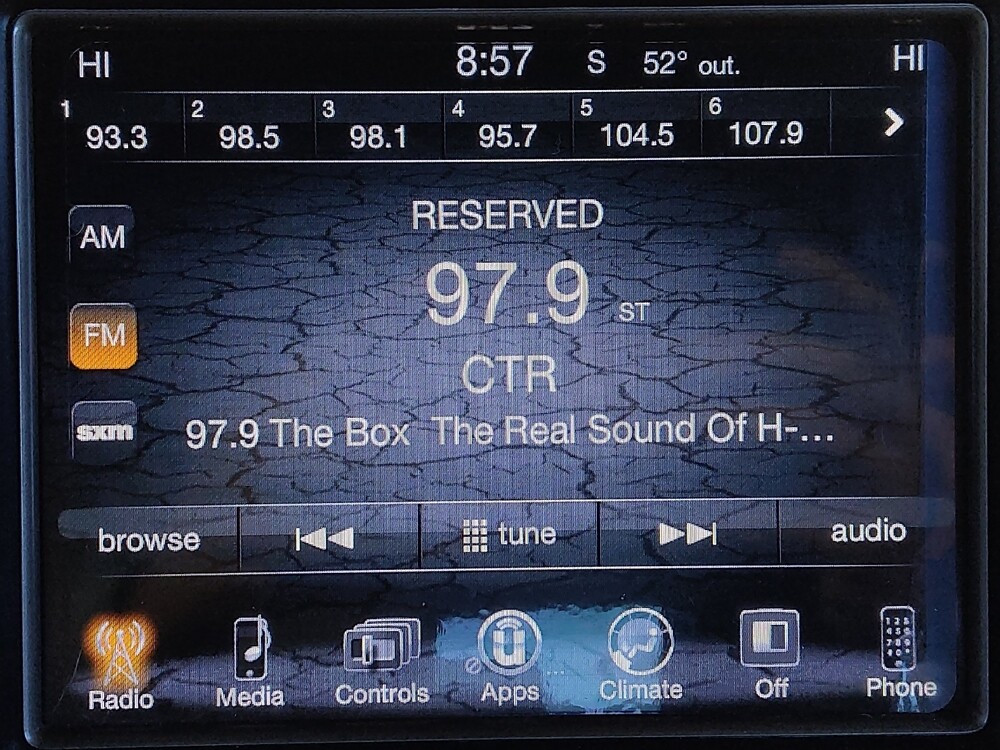 HI 8:57 S 52° out. HI
1 2 3 4 5 6
93.3 98.5 98.1 95.7 104.5 107.9
RESERVED
AM
97.9 ST
FM
CTR
sxm
97.9 The Box The Real Sound Of H-...
browse tune audio
Radio Media Controls Apps Climate Off Phone